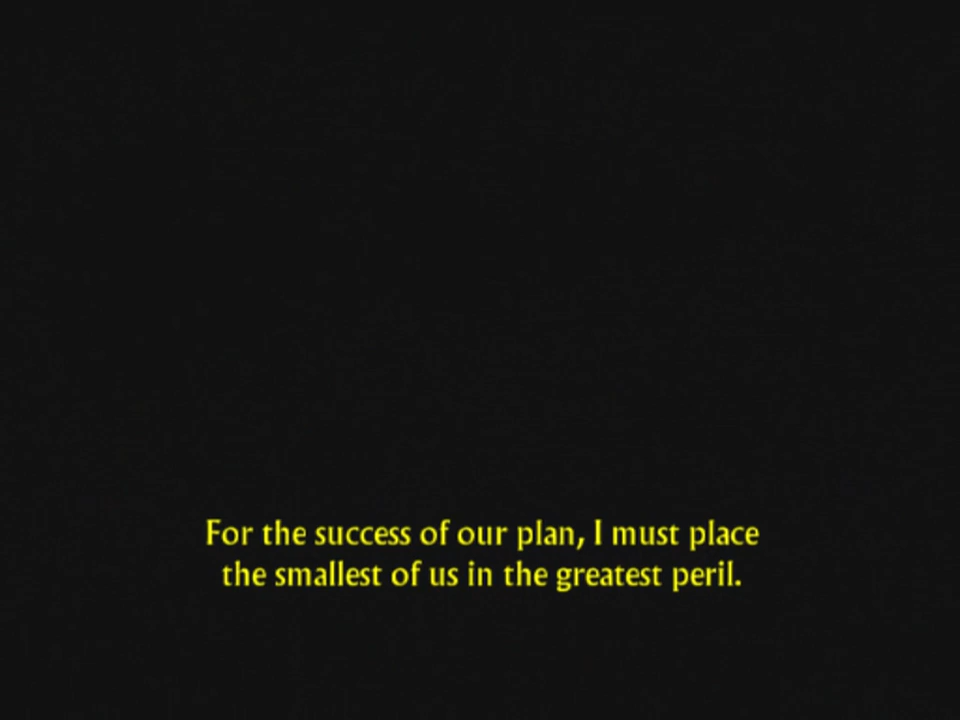 For the success of our plan, I must place
the smallest of us in the greatest peril.